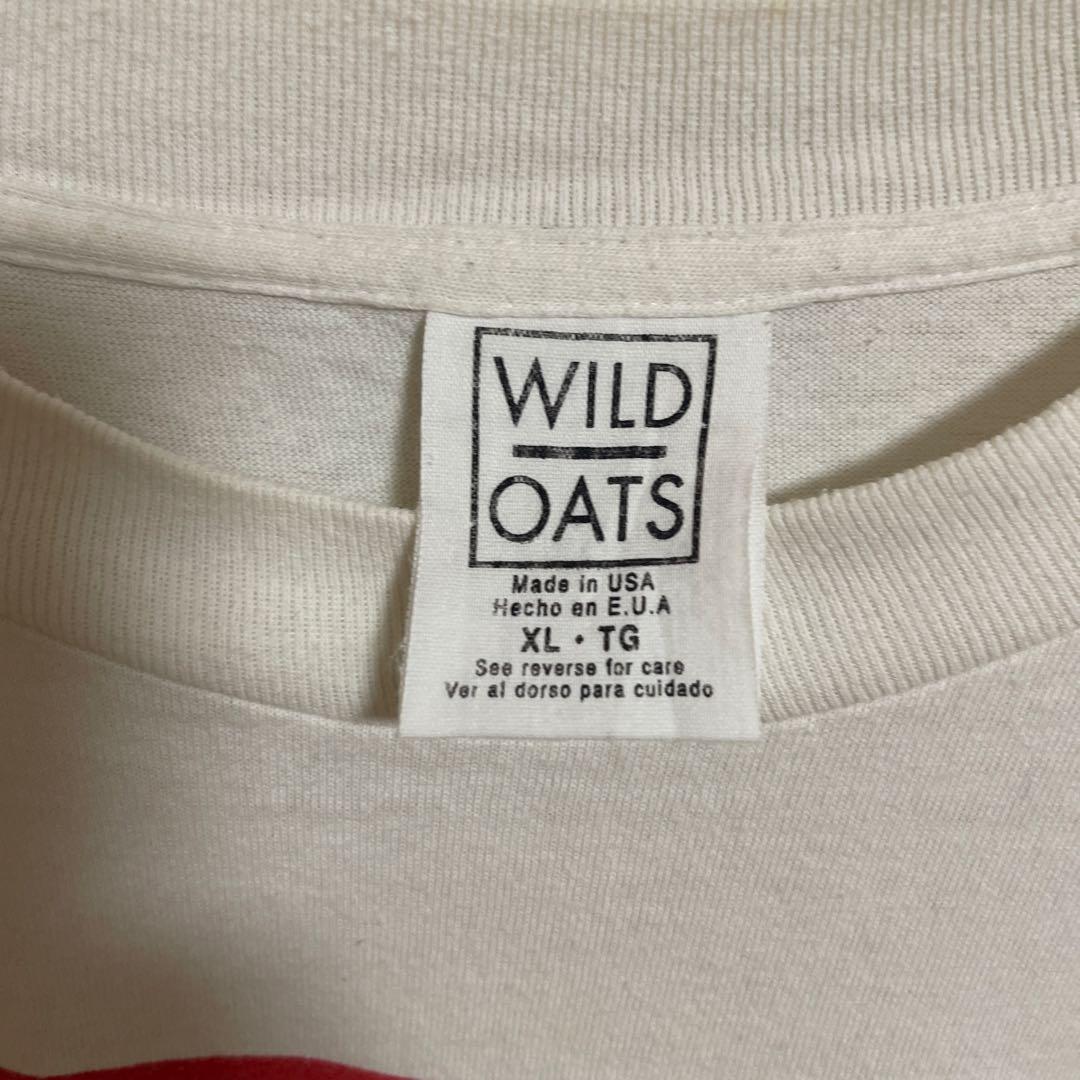 WILD
OATS
Made in USA
Hecho en E.U.A
XL • TG
See reverse for care
Ver al dorso para cuidado